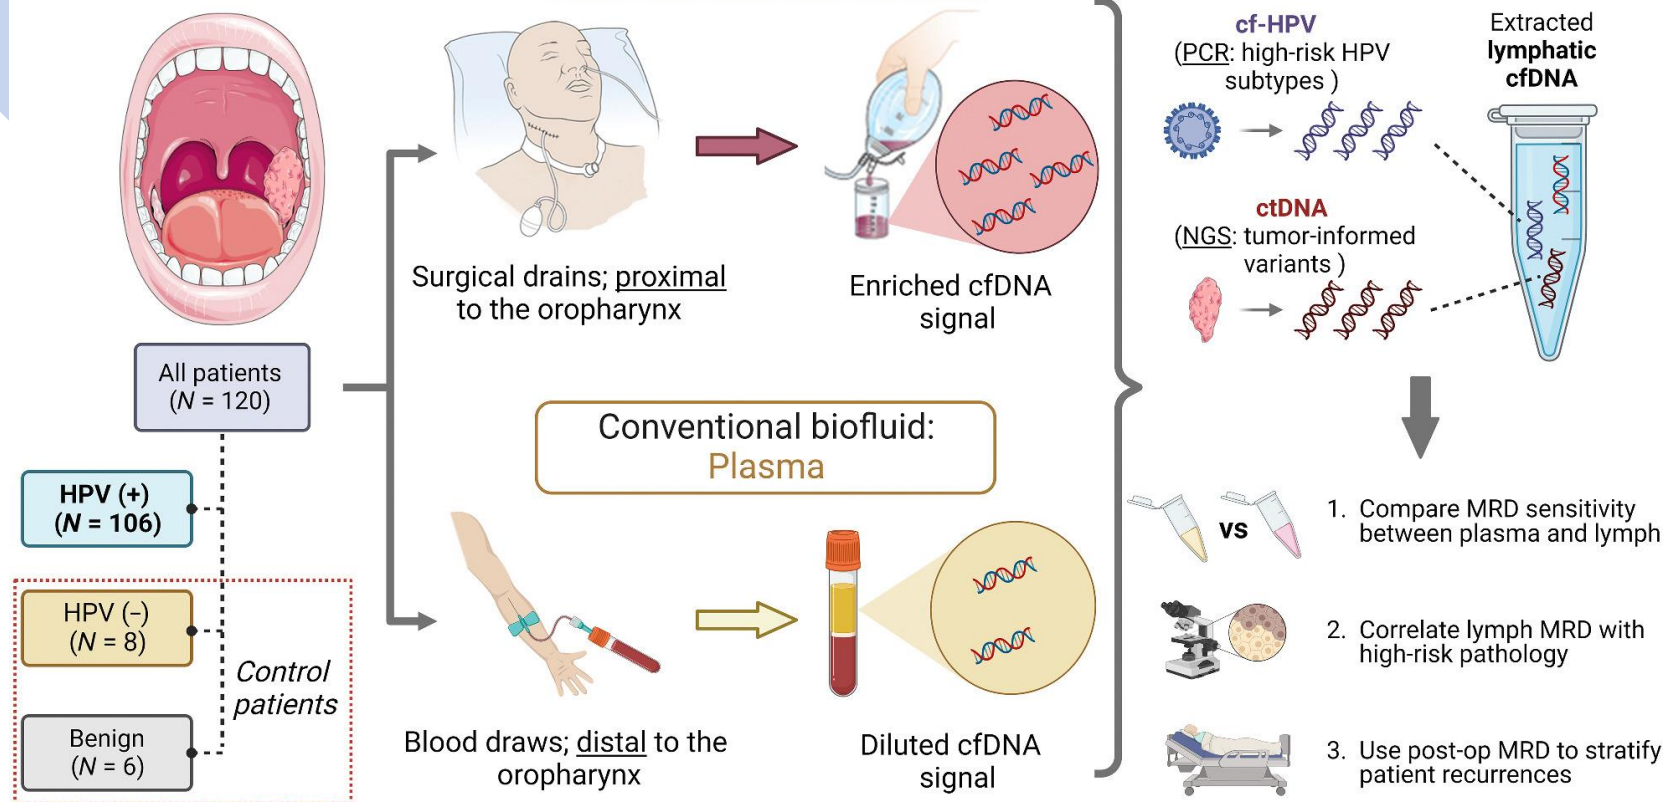 All patients
(N = 120)
HPV (+)
(N = 106)
HPV (−)
(N = 8)
Benign
(N = 6)
Control
patients
Surgical drains; proximal
to the oropharynx
Enriched cfDNA
signal
Conventional biofluid:
Plasma
Blood draws; distal to the
oropharynx
Diluted cfDNA
signal
cf-HPV
(PCR: high-risk HPV
subtypes )
ctDNA
(NGS: tumor-informed
variants )
Extracted
lymphatic
cfDNA
vs
1. Compare MRD sensitivity
between plasma and lymph
2. Correlate lymph MRD with
high-risk pathology
3. Use post-op MRD to stratify
patient recurrences